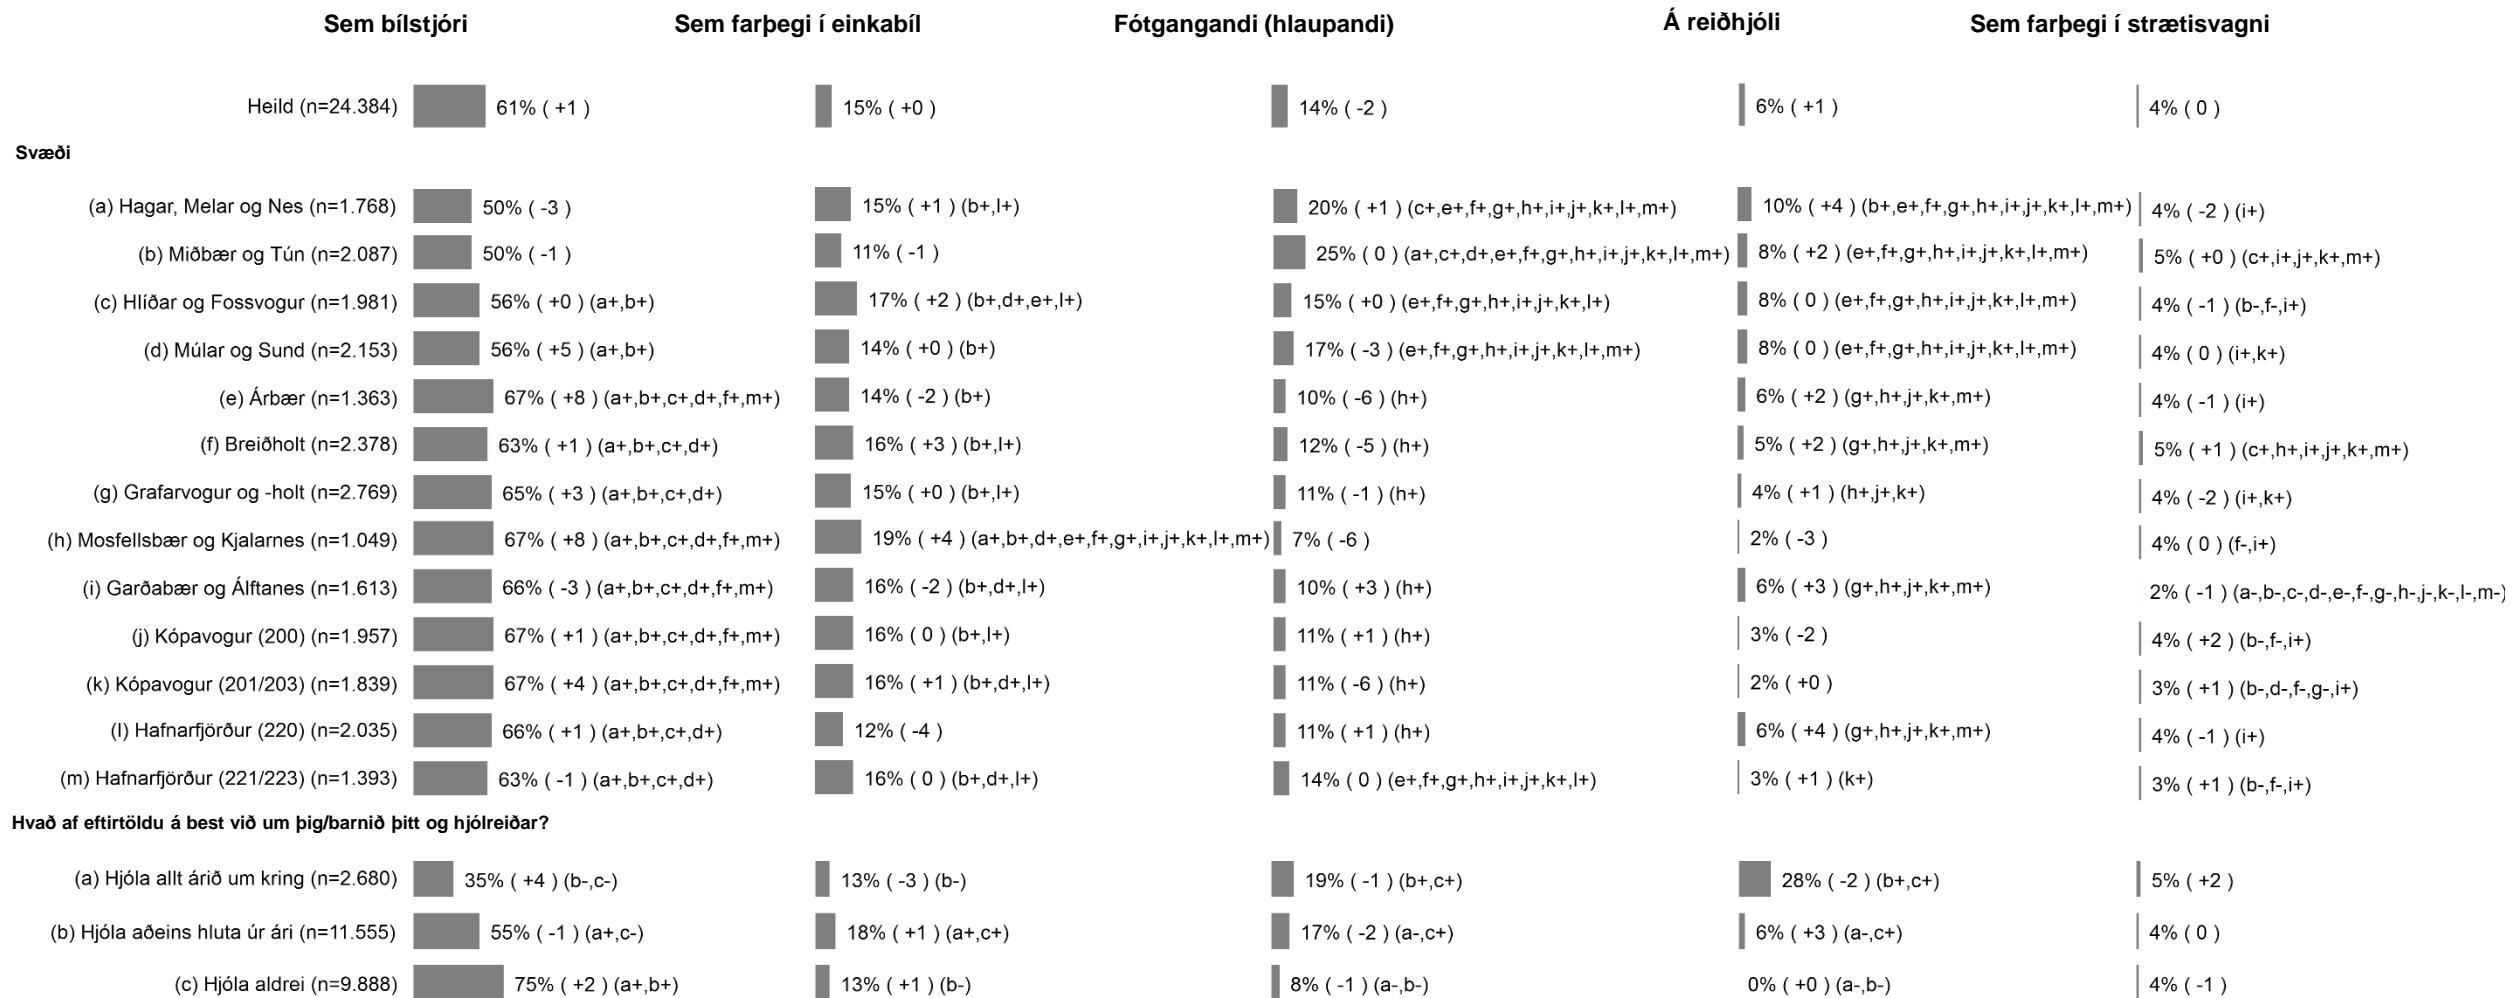 Sem bílstjóri Sem farþegi í einkabíl Fótgangandi (hlaupandi) Á reiðhjóli Sem farþegi í strætisvagni
Heild (n=24.384) 61% ( +1 ) 15% ( +0 ) 14% ( -2 ) 6% ( +1 ) 4% ( 0 )
Svæði
(a) Hagar, Melar og Nes (n=1.768) 50% ( -3 ) 15% ( +1 ) (b+,l+) 20% ( +1 ) (c+,e+,f+,g+,h+,i+,j+,k+,l+,m+) 10% ( +4 ) (b+,e+,f+,g+,h+,i+,j+,k+,l+,m+) 4% ( -2 ) (i+)
(b) Miðbær og Tún (n=2.087) 50% ( -1 ) 11% ( -1 ) 25% ( 0 ) (a+,c+,d+,e+,f+,g+,h+,i+,j+,k+,l+,m+) 8% ( +2 ) (e+,f+,g+,h+,i+,j+,k+,l+,m+) 5% ( +0 ) (c+,i+,j+,k+,m+)
(c) Hlíðar og Fossvogur (n=1.981) 56% ( +0 ) (a+,b+) 17% ( +2 ) (b+,d+,e+,l+) 15% ( +0 ) (e+,f+,g+,h+,i+,j+,k+,l+) 8% ( 0 ) (e+,f+,g+,h+,i+,j+,k+,l+,m+) 4% ( -1 ) (b-,f-,i+)
(d) Múlar og Sund (n=2.153) 56% ( +5 ) (a+,b+) 14% ( +0 ) (b+) 17% ( -3 ) (e+,f+,g+,h+,i+,j+,k+,l+,m+) 8% ( 0 ) (e+,f+,g+,h+,i+,j+,k+,l+,m+) 4% ( 0 ) (i+,k+)
(e) Árbær (n=1.363) 67% ( +8 ) (a+,b+,c+,d+,f+,m+) 14% ( -2 ) (b+) 10% ( -6 ) (h+) 6% ( +2 ) (g+,h+,j+,k+,m+) 4% ( -1 ) (i+)
(f) Breiðholt (n=2.378) 63% ( +1 ) (a+,b+,c+,d+) 16% ( +3 ) (b+,l+) 12% ( -5 ) (h+) 5% ( +2 ) (g+,h+,j+,k+,m+) 5% ( +1 ) (c+,h+,i+,j+,k+,m+)
(g) Grafarvogur og -holt (n=2.769) 65% ( +3 ) (a+,b+,c+,d+) 15% ( +0 ) (b+,l+) 11% ( -1 ) (h+) 4% ( +1 ) (h+,j+,k+) 4% ( -2 ) (i+,k+)
(h) Mosfellsbær og Kjalarnes (n=1.049) 67% ( +8 ) (a+,b+,c+,d+,f+,m+) 19% ( +4 ) (a+,b+,d+,e+,f+,g+,i+,j+,k+,l+,m+) 7% ( -6 ) 2% ( -3 ) 4% ( 0 ) (f-,i+)
(i) Garðabær og Álftanes (n=1.613) 66% ( -3 ) (a+,b+,c+,d+,f+,m+) 16% ( -2 ) (b+,d+,l+) 10% ( +3 ) (h+) 6% ( +3 ) (g+,h+,j+,k+,m+) 2% ( -1 ) (a-,b-,c-,d-,e-,f-,g-,h-,j-,k-,l-,m-)
(j) Kópavogur (200) (n=1.957) 67% ( +1 ) (a+,b+,c+,d+,f+,m+) 16% ( 0 ) (b+,l+) 11% ( +1 ) (h+) 3% ( -2 ) 4% ( +2 ) (b-,f-,i+)
(k) Kópavogur (201/203) (n=1.839) 67% ( +4 ) (a+,b+,c+,d+,f+,m+) 16% ( +1 ) (b+,d+,l+) 11% ( -6 ) (h+) 2% ( +0 ) 3% ( +1 ) (b-,d-,f-,g-,i+)
(l) Hafnarfjörður (220) (n=2.035) 66% ( +1 ) (a+,b+,c+,d+) 12% ( -4 ) 11% ( +1 ) (h+) 6% ( +4 ) (g+,h+,j+,k+,m+) 4% ( -1 ) (i+)
(m) Hafnarfjörður (221/223) (n=1.393) 63% ( -1 ) (a+,b+,c+,d+) 16% ( 0 ) (b+,d+,l+) 14% ( 0 ) (e+,f+,g+,h+,i+,j+,k+,l+) 3% ( +1 ) (k+) 3% ( +1 ) (b-,f-,i+)
Hvað af eftirtöldu á best við um þig/barnið þitt og hjólreiðar?
(a) Hjóla allt árið um kring (n=2.680) 35% ( +4 ) (b-,c-) 13% ( -3 ) (b-) 19% ( -1 ) (b+,c+) 28% ( -2 ) (b+,c+) 5% ( +2 )
(b) Hjóla aðeins hluta úr ári (n=11.555) 55% ( -1 ) (a+,c-) 18% ( +1 ) (a+,c+) 17% ( -2 ) (a-,c+) 6% ( +3 ) (a-,c+) 4% ( 0 )
(c) Hjóla aldrei (n=9.888) 75% ( +2 ) (a+,b+) 13% ( +1 ) (b-) 8% ( -1 ) (a-,b-) 0% ( +0 ) (a-,b-) 4% ( -1 )